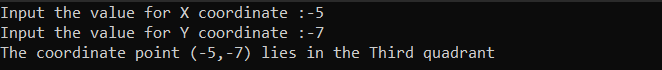 Input the value for X coordinate :-5
Input the value for Y coordinate :-7
The coordinate point (-5,-7) lies in the Third quadrant